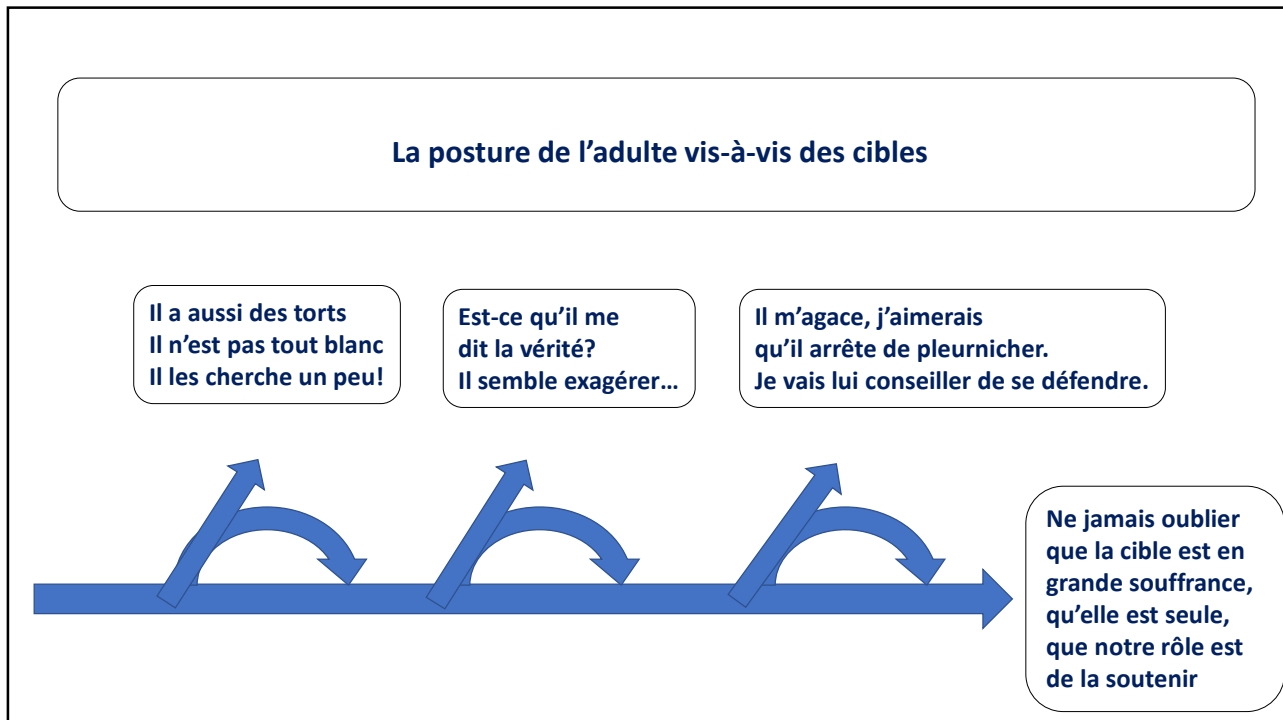 La posture de l’adulte vis-à-vis des cibles
Il a aussi des torts
Il n’est pas tout blanc
Il les cherche un peu!
Est-ce qu’il me
dit la vérité?
Il semble exagérer…
Il m’agace, j’aimerais
qu’il arrête de pleurnicher.
Je vais lui conseiller de se défendre.
Ne jamais oublier
que la cible est en
grande souffrance,
qu’elle est seule,
que notre rôle est
de la soutenir